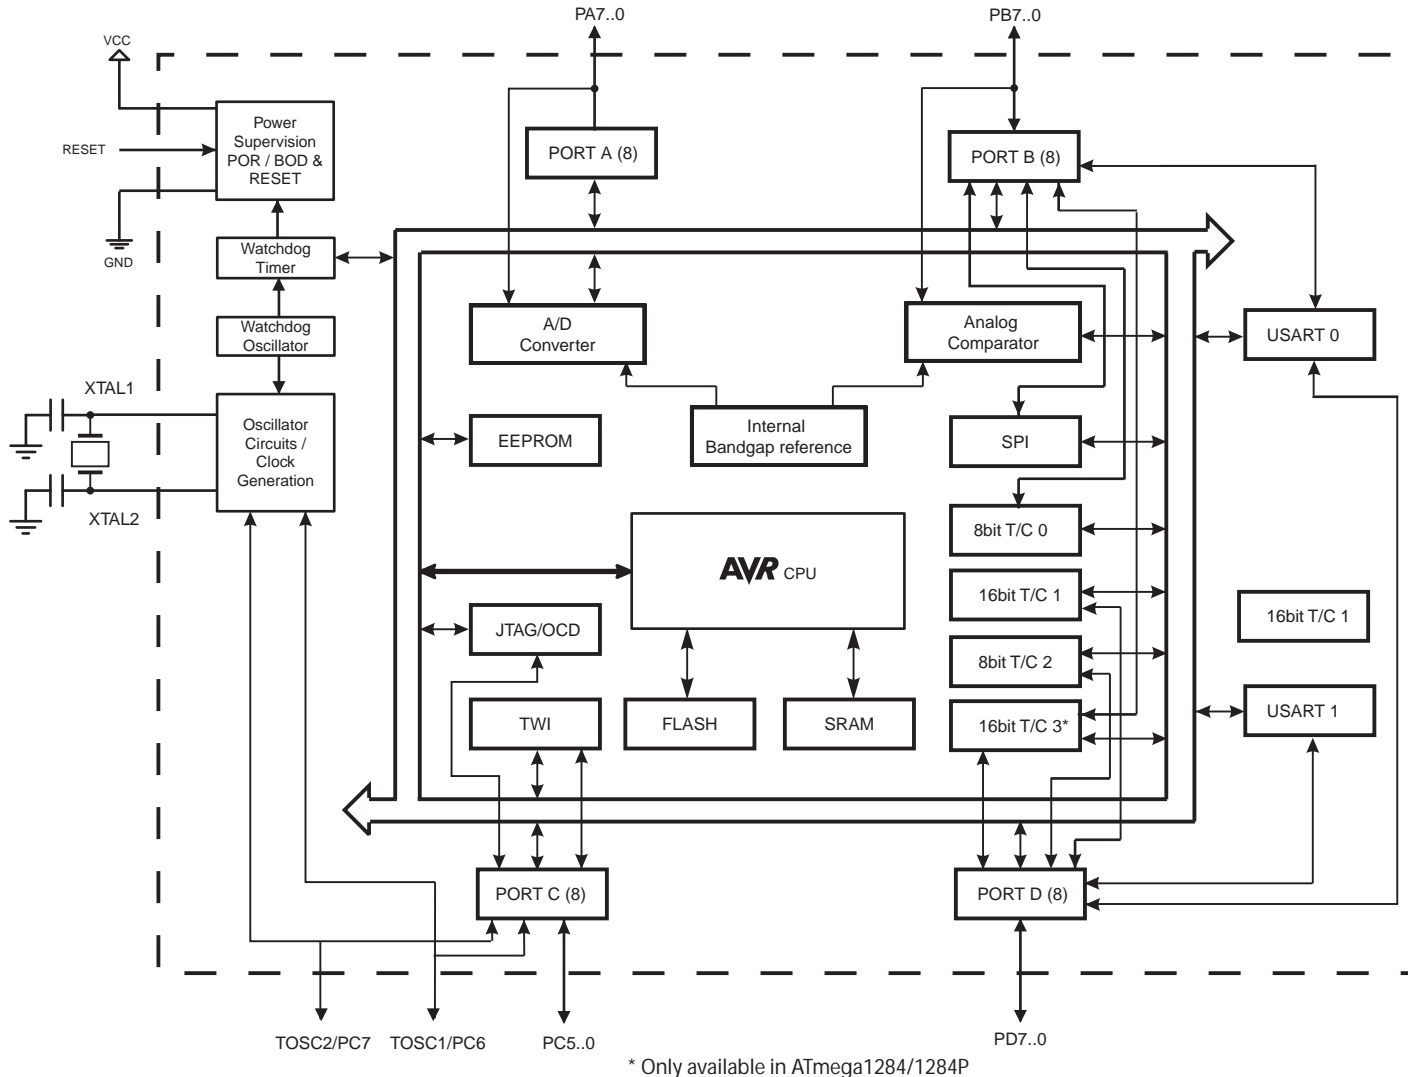 PA7..0
PB7..0
VCC
RESET
GND
Power
Supervision
POR / BOD &
RESET
PORT A (8)
PORT B (8)
Watchdog
Timer
Watchdog
Oscillator
A/D
Converter
Analog
Comparator
USART 0
XTAL1
XTAL2
Oscillator
Circuits /
Clock
Generation
EEPROM
Internal
Bandgap reference
SPI
8bit T/C 0
AVR CPU
16bit T/C 1
16bit T/C 1
JTAG/OCD
8bit T/C 2
TWI
FLASH
SRAM
16bit T/C 3*
USART 1
PORT C (8)
PORT D (8)
TOSC2/PC7
TOSC1/PC6
PC5..0
PD7..0
* Only available in ATmega1284/1284P